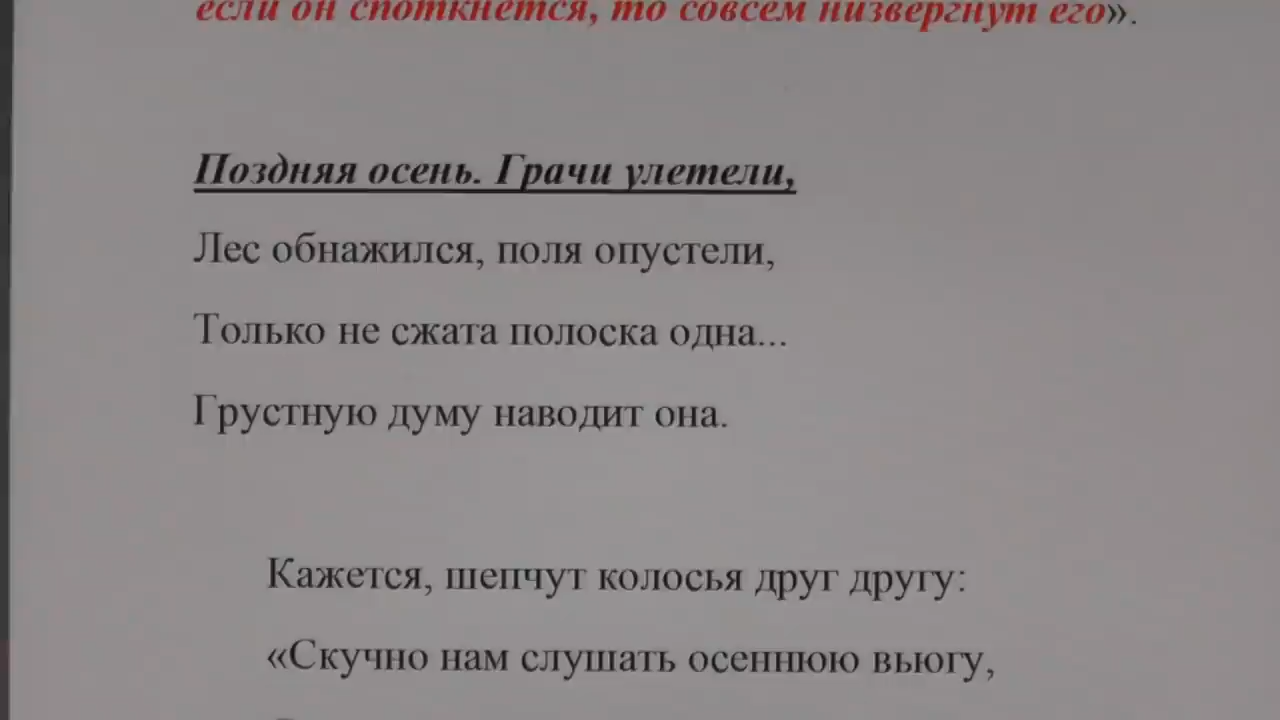 если он споткнется, то совсем низвергнут его».
Поздняя осень. Грачи улетели,
Лес обнажился, поля опустели,
Только не сжата полоска одна...
Грустную думу наводит она.
Кажется, шепчут колосья друг другу:
«Скучно нам слушать осеннюю вьюгу,